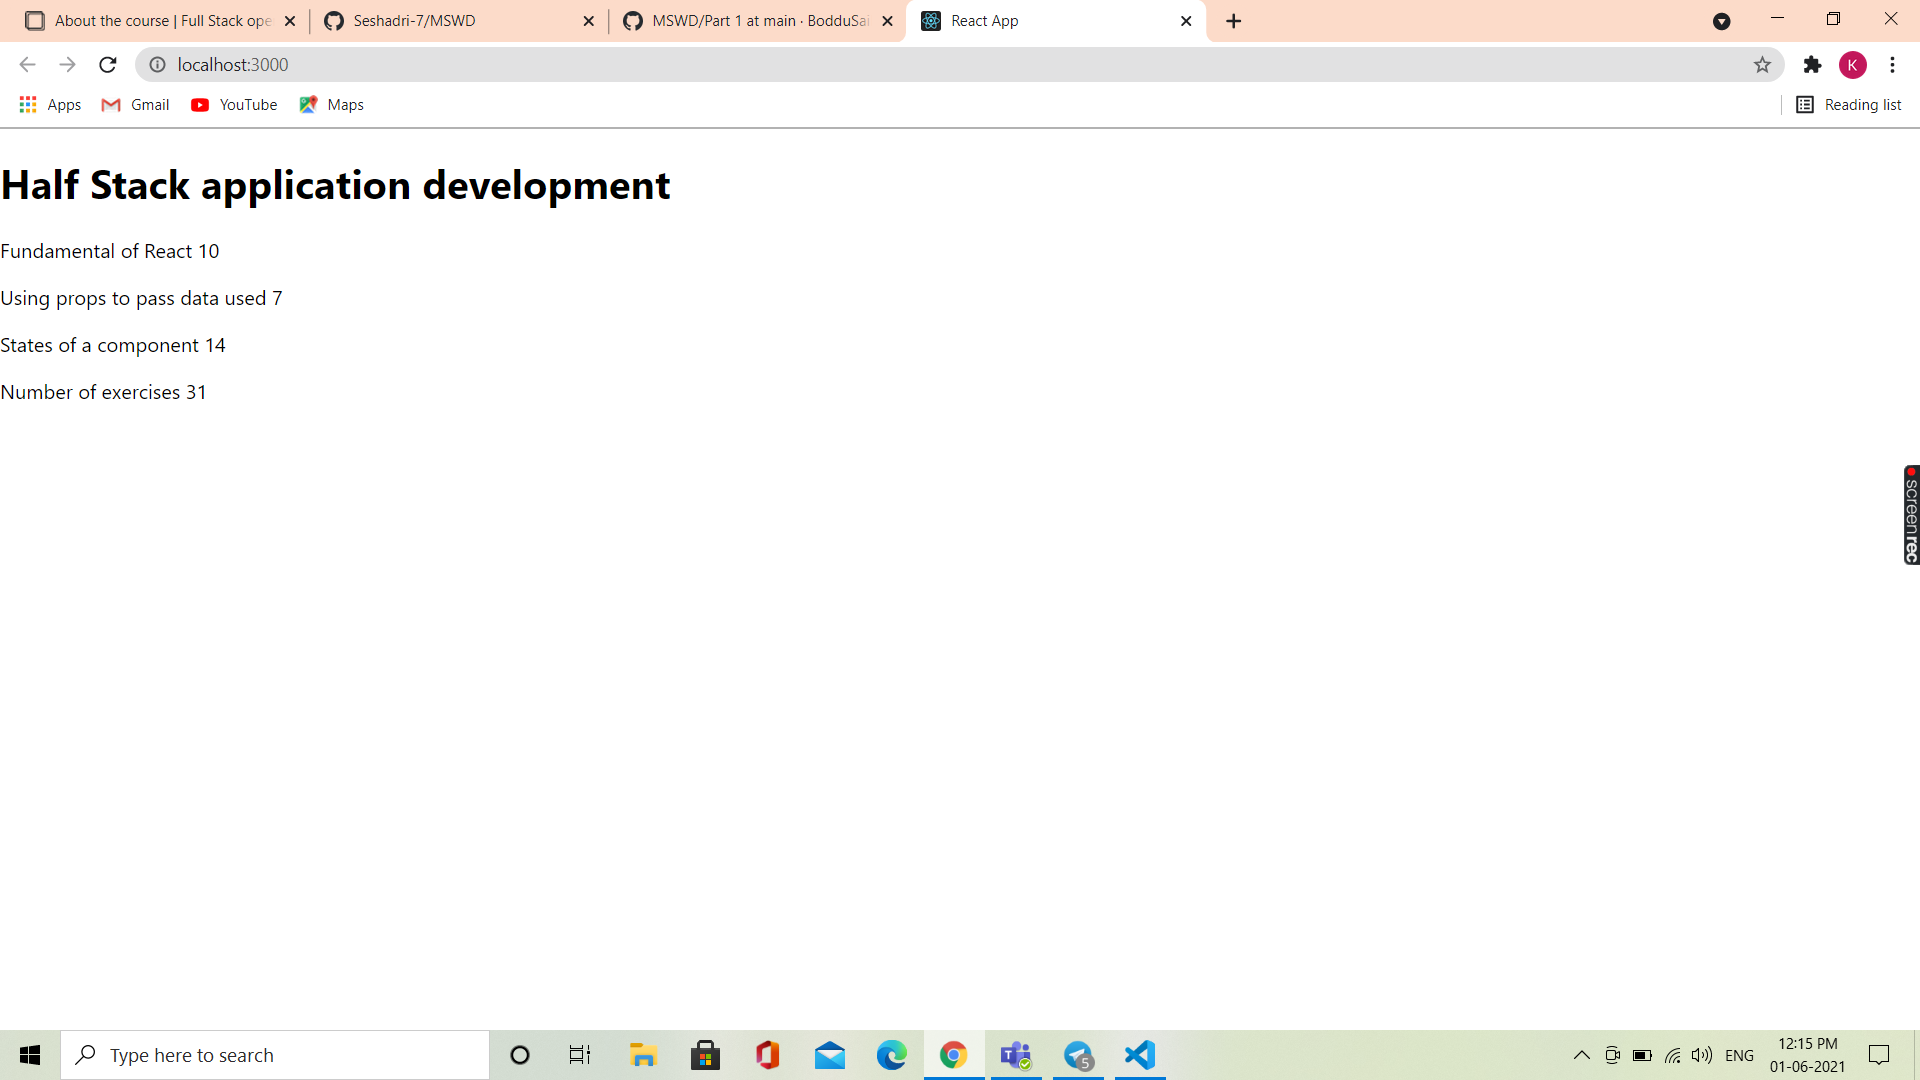 About the course | Full Stack ope
Seshadri-7/MSWD
MSWD/Part 1 at main · BodduSai
React App
localhost:3000
K
Apps
Gmail
YouTube
Maps
Reading list
Half Stack application development
Fundamental of React 10
Using props to pass data used 7
States of a component 14
Number of exercises 31
screenrec
Type here to search
5
ENG
12:15 PM
01-06-2021